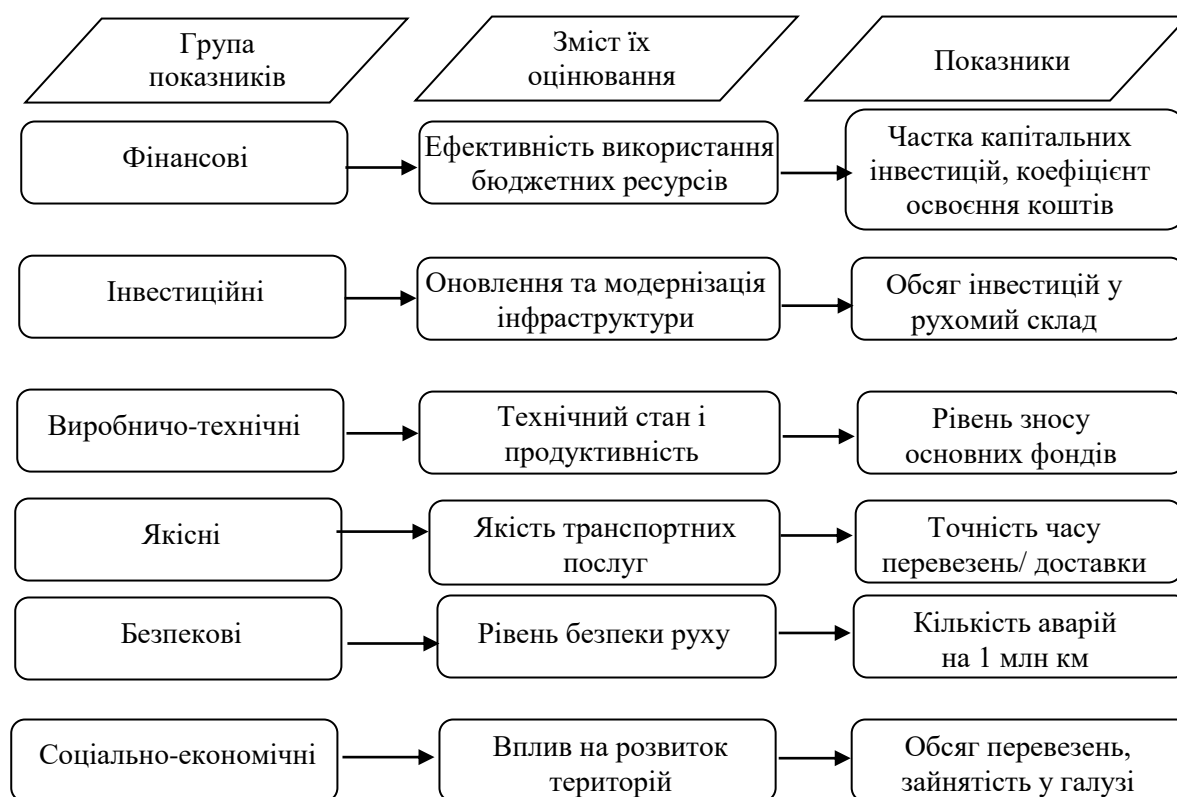 Група
показників
Зміст їх
оцінювання
Показники
Фінансові
Ефективність використання
бюджетних ресурсів
Частка капітальних
інвестицій, коефіцієнт
освоєння коштів
Інвестиційні
Оновлення та модернізація
інфраструктури
Обсяг інвестицій у
рухомий склад
Виробничо-технічні
Технічний стан і
продуктивність
Рівень зносу
основних фондів
Якісні
Якість транспортних
послуг
Точність часу
перевезень/ доставки
Безпекові
Рівень безпеки руху
Кількість аварій
на 1 млн км
Соціально-економічні
Вплив на розвиток
територій
Обсяг перевезень,
зайнятість у галузі